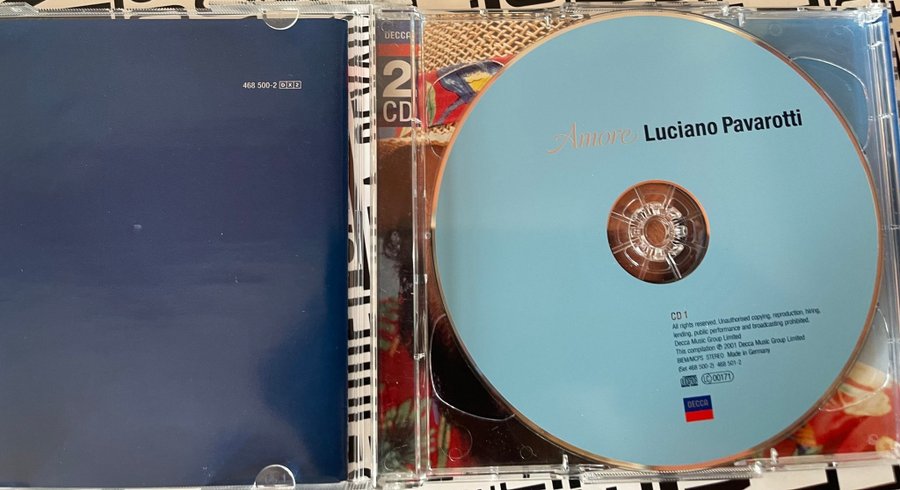 468 500-2 DX2
DECCA
2
CD
Amore Luciano Pavarotti
CD 1
All rights reserved. Unauthorised copying, reproduction, hiring,
lending, public performance and broadcasting prohibited.
Decca Music Group Limited
This compilation ℗ 2001 Decca Music Group Limited
BIEM/MCPS STEREO Made in Germany
(Set 468 500-2) 468 501-2
LC 00171
DECCA